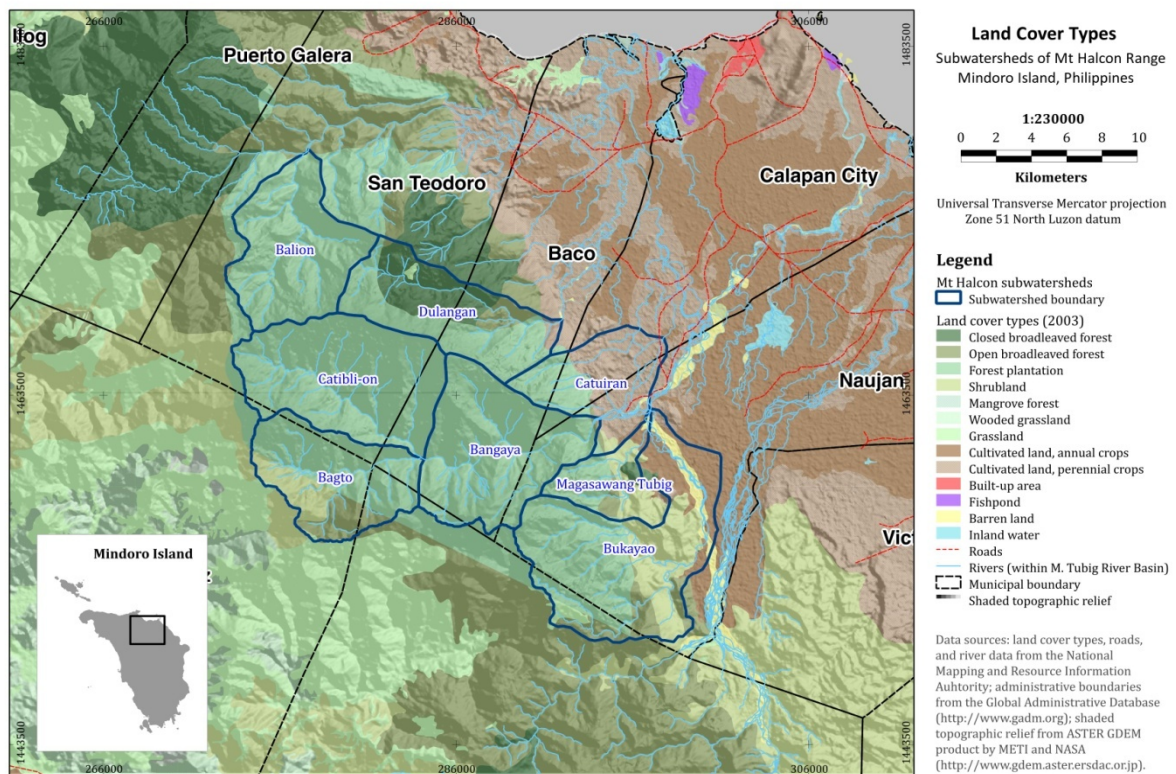 266000
286000
306000
Ilog
Puerto Galera
1483500
1483500
San Teodoro
Calapan City
Balion
Baco
Dulangan
Catibli-on
Catuiran
Naujan
1463500
1463500
Bangaya
Bagto
Magasawang Tubig
Bukayao
Vict
Mindoro Island
z
1443500
1443500
266000
286000
306000
Land Cover Types
Subwatersheds of Mt Halcon Range
Mindoro Island, Philippines
1:230000
0 2 4 6 8 10
Kilometers
Universal Transverse Mercator projection
Zone 51 North Luzon datum
Legend
Mt Halcon subwatersheds
Subwatershed boundary
Land cover types (2003)
Closed broadleaved forest
Open broadleaved forest
Forest plantation
Shrubland
Mangrove forest
Wooded grassland
Grassland
Cultivated land, annual crops
Cultivated land, perennial crops
Built-up area
Fishpond
Barren land
Inland water
Roads
Rivers (within M. Tubig River Basin)
Municipal boundary
Shaded topographic relief
Data sources: land cover types, roads,
and river data from the National
Mapping and Resource Information
Auhtority; administrative boundaries
from the Global Administrative Database
(http://www.gadm.org); shaded
topographic relief from ASTER GDEM
product by METI and NASA
(http://www.gdem.aster.ersdac.or.jp).